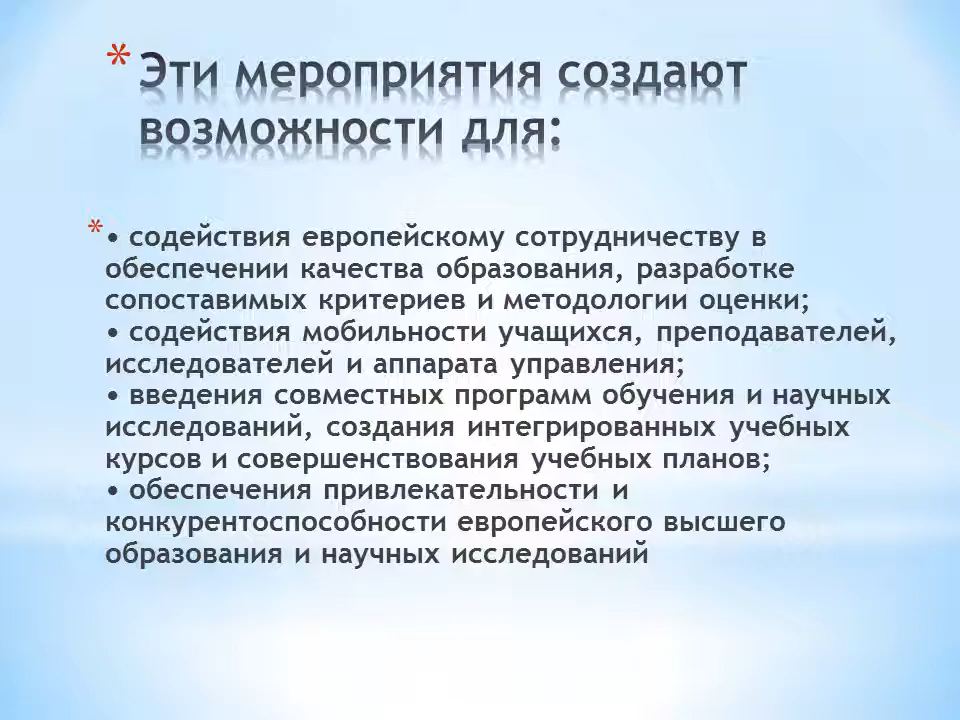 * Эти мероприятия создают
возможности для:
* • содействия европейскому сотрудничеству в
обеспечении качества образования, разработке
сопоставимых критериев и методологии оценки;
• содействия мобильности учащихся, преподавателей,
исследователей и аппарата управления;
• введения совместных программ обучения и научных
исследований, создания интегрированных учебных
курсов и совершенствования учебных планов;
• обеспечения привлекательности и
конкурентоспособности европейского высшего
образования и научных исследований